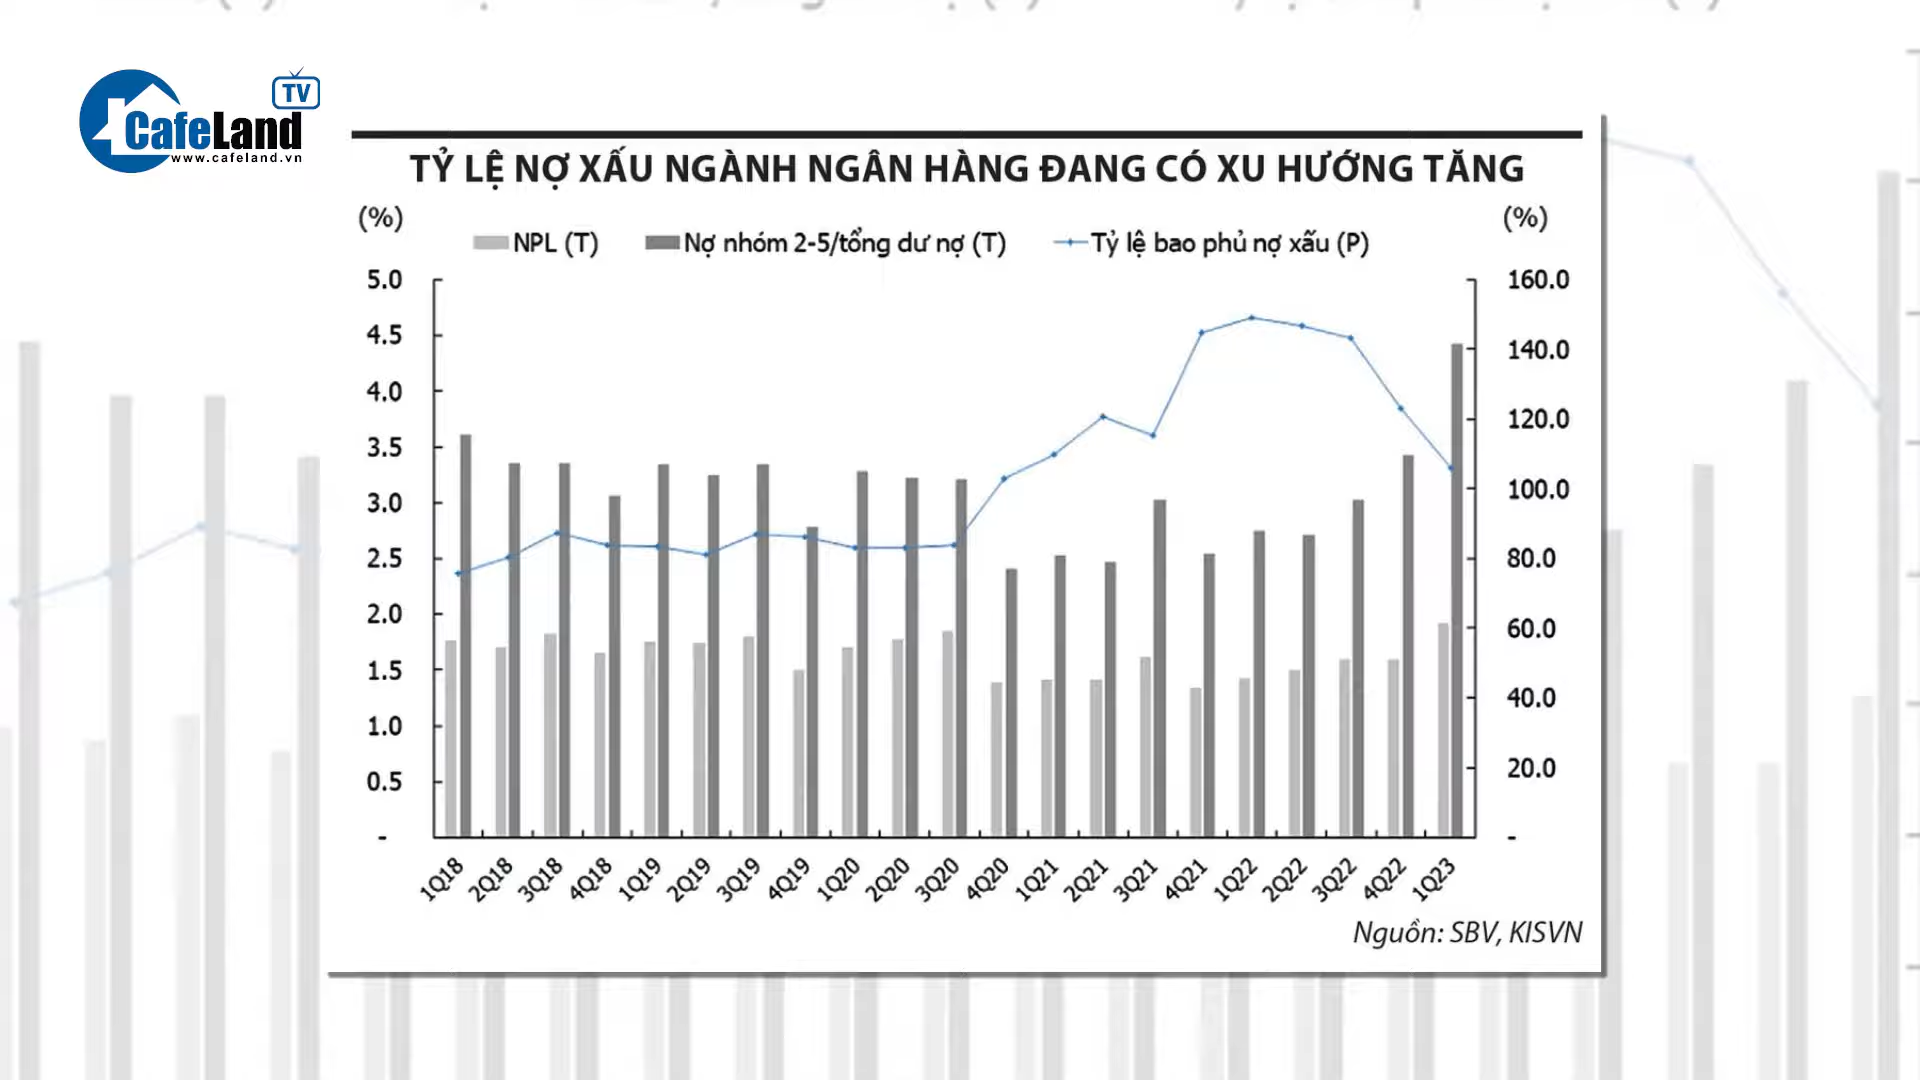 TV
CafeLand
www.cafeland.vn
TỶ LỆ NỢ XẤU NGÀNH NGÂN HÀNG ĐANG CÓ XU HƯỚNG TĂNG
(%) (%)
NPL (T) Nợ nhóm 2-5/tổng dư nợ (T) Tỷ lệ bao phủ nợ xấu (P)
5.0 160.0
4.5
140.0
4.0
120.0
3.5
3.0 100.0
2.5 80.0
2.0
60.0
1.5
40.0
1.0
0.5 20.0
- -
1Q18 2Q18 3Q18 4Q18 1Q19 2Q19 3Q19 4Q19 1Q20 2Q20 3Q20 4Q20 1Q21 2Q21 3Q21 4Q21 1Q22 2Q22 3Q22 4Q22 1Q23
Nguồn: SBV, KISVN